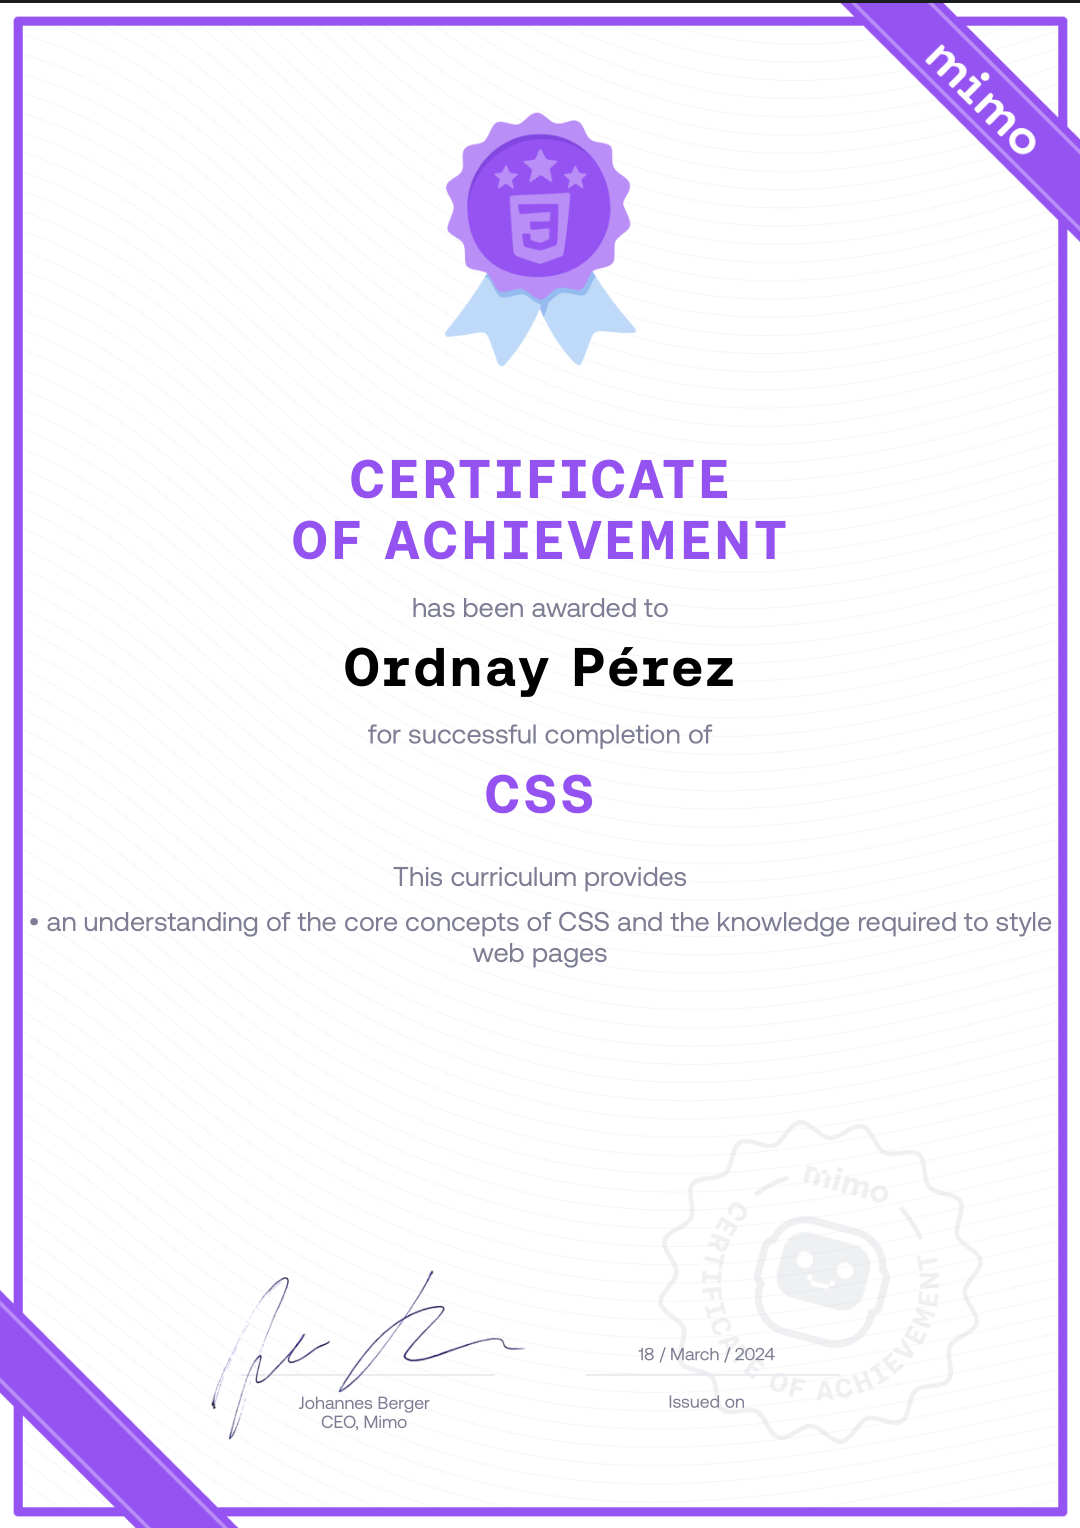 mimo
CERTIFICATE
OF ACHIEVEMENT
has been awarded to
Ordnay Pérez
for successful completion of
CSS
This curriculum provides
• an understanding of the core concepts of CSS and the knowledge required to style
web pages
mimo
CERTIFICATE OF ACHIEVEMENT
18 / March / 2024
Johannes Berger
CEO, Mimo
Issued on